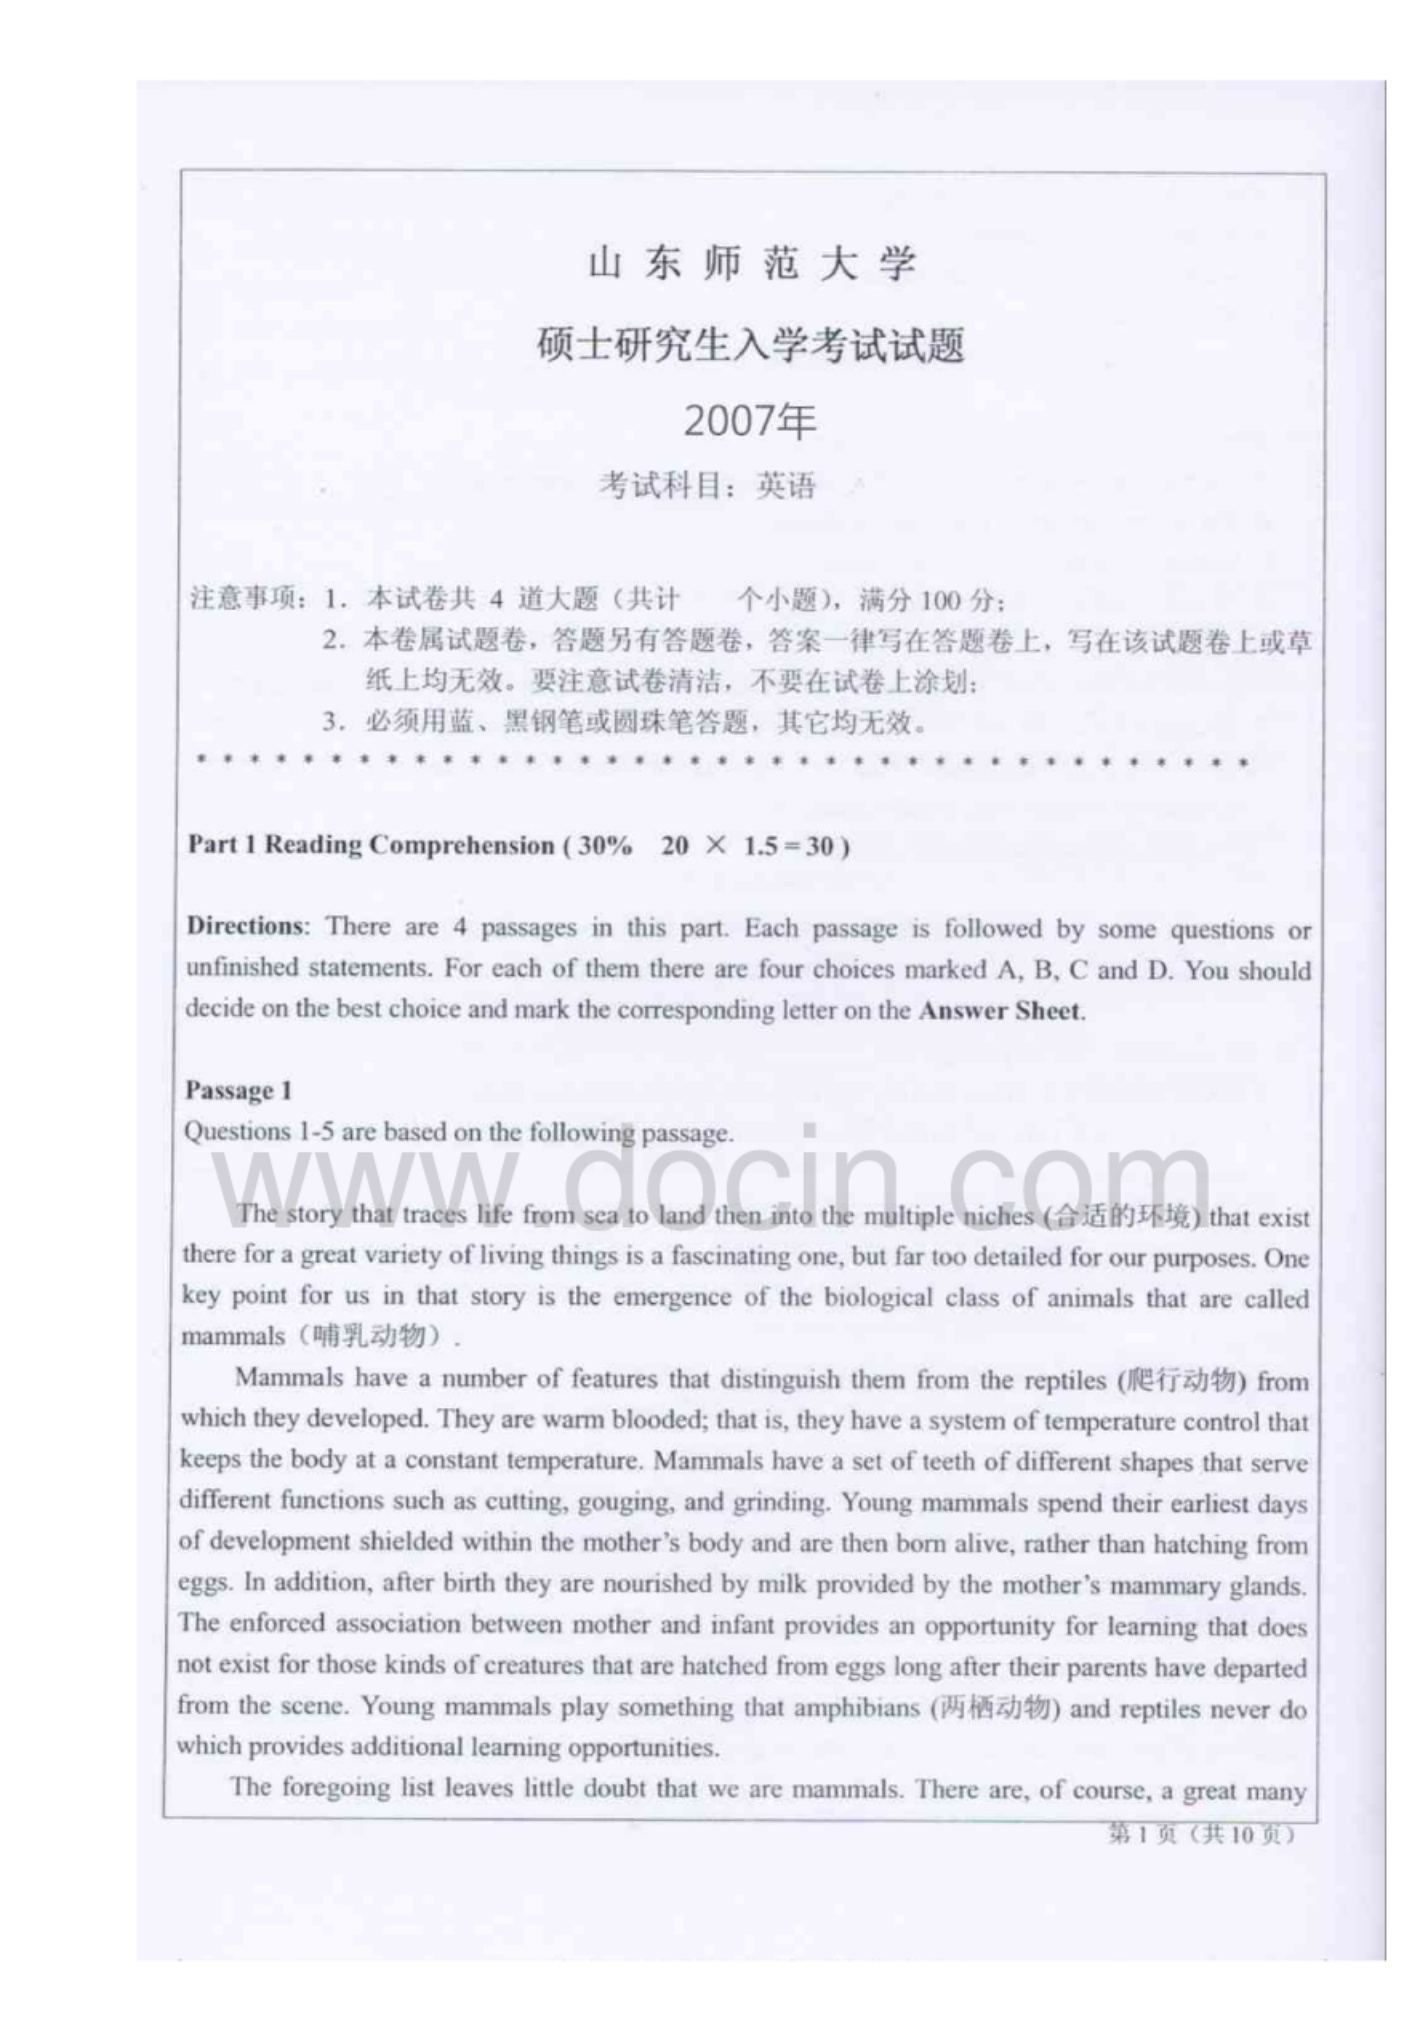 山东师范大学
硕士研究生入学考试试题
2007年
考试科目：英语
注意事项：1. 本试卷共 4 道大题（共计    个小题），满分 100 分；
2. 本卷属试题卷，答题另有答题卷，答案一律写在答题卷上，写在该试题卷上或草
纸上均无效。要注意试卷清洁，不要在试卷上涂划；
3. 必须用蓝、黑钢笔或圆珠笔答题，其它均无效。
* * * * * * * * * * * * * * * * * * * * * * * * * * * * * * * * * * * * * * *
Part 1 Reading Comprehension ( 30%   20 × 1.5 = 30 )
Directions: There are 4 passages in this part. Each passage is followed by some questions or
unfinished statements. For each of them there are four choices marked A, B, C and D. You should
decide on the best choice and mark the corresponding letter on the Answer Sheet.
Passage 1
Questions 1-5 are based on the following passage.
www.docin.com
The story that traces life from sea to land then into the multiple niches (合适的环境) that exist
there for a great variety of living things is a fascinating one, but far too detailed for our purposes. One
key point for us in that story is the emergence of the biological class of animals that are called
mammals（哺乳动物）.
Mammals have a number of features that distinguish them from the reptiles (爬行动物) from
which they developed. They are warm blooded; that is, they have a system of temperature control that
keeps the body at a constant temperature. Mammals have a set of teeth of different shapes that serve
different functions such as cutting, gouging, and grinding. Young mammals spend their earliest days
of development shielded within the mother's body and are then born alive, rather than hatching from
eggs. In addition, after birth they are nourished by milk provided by the mother's mammary glands.
The enforced association between mother and infant provides an opportunity for learning that does
not exist for those kinds of creatures that are hatched from eggs long after their parents have departed
from the scene. Young mammals play something that amphibians (两栖动物) and reptiles never do
which provides additional learning opportunities.
The foregoing list leaves little doubt that we are mammals. There are, of course, a great many
第 1 页（共 10 页）